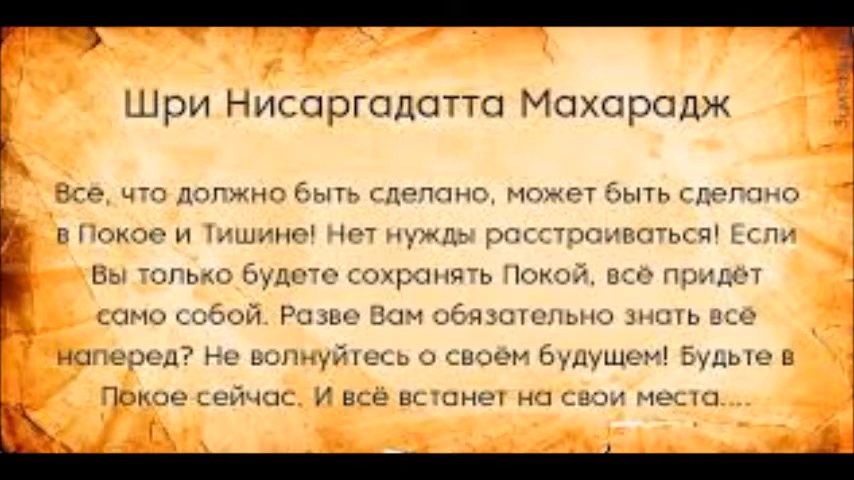 Шри Нисаргадатта Махарадж
Всё, что должно быть сделано, может быть сделано
в Покое и Тишине! Нет нужды расстраиваться! Если
Вы только будете сохранять Покой, всё придёт
само собой. Разве Вам обязательно знать всё
наперед? Не волнуйтесь о своём будущем! Будьте в
Покое сейчас. И всё встанет на свои места....